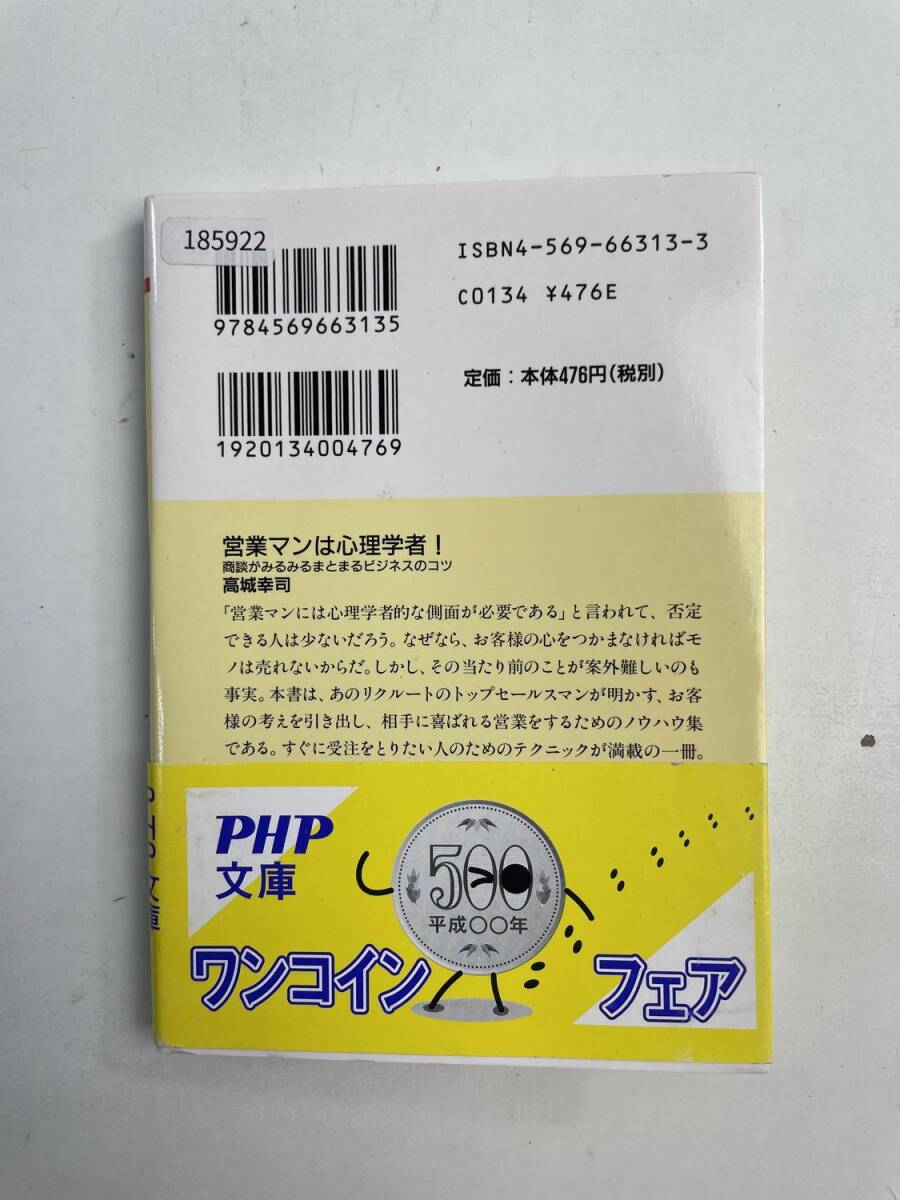 185922
ISBN4-569-66313-3
C0134 ¥476E
9784569663135
定価：本体476円(税別)
1920134004769
営業マンは心理学者！
商談がみるみるまとまるビジネスのコツ
高城幸司
「営業マンには心理学者的な側面が必要である」と言われて、否定
できる人は少ないだろう。なぜなら、お客様の心をつかまなければモ
ノは売れないからだ。しかし、その当たり前のことが案外難しいのも
事実。本書は、あのリクルートのトップセールスマンが明かす、お客
様の考えを引き出し、相手に喜ばれる営業をするためのノウハウ集
である。すぐに受注をとりたい人のためのテクニックが満載の一冊。
PHP
文庫
500
平成〇〇年
ワンコイン フェア
PHP文庫